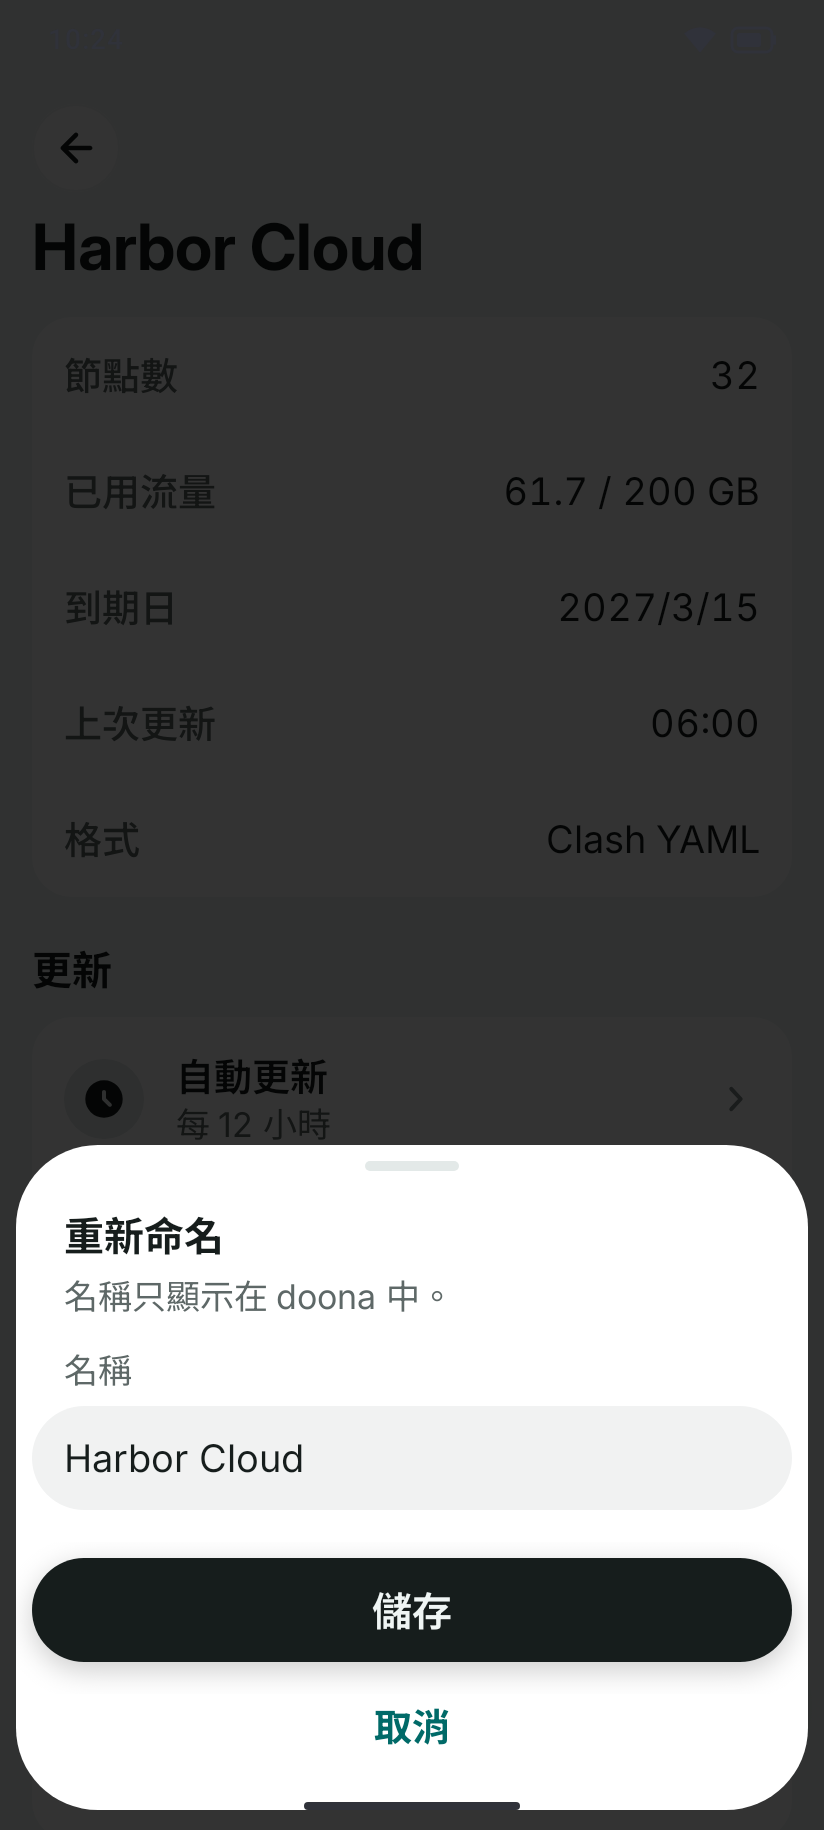 Harbor Cloud
節點數 32
已用流量 61.7 / 200 GB
到期日 2027/3/15
上次更新 06:00
格式 Clash YAML
更新
自動更新
每 12 小時
重新命名
名稱只顯示在 doona 中。
名稱
Harbor Cloud
儲存
取消